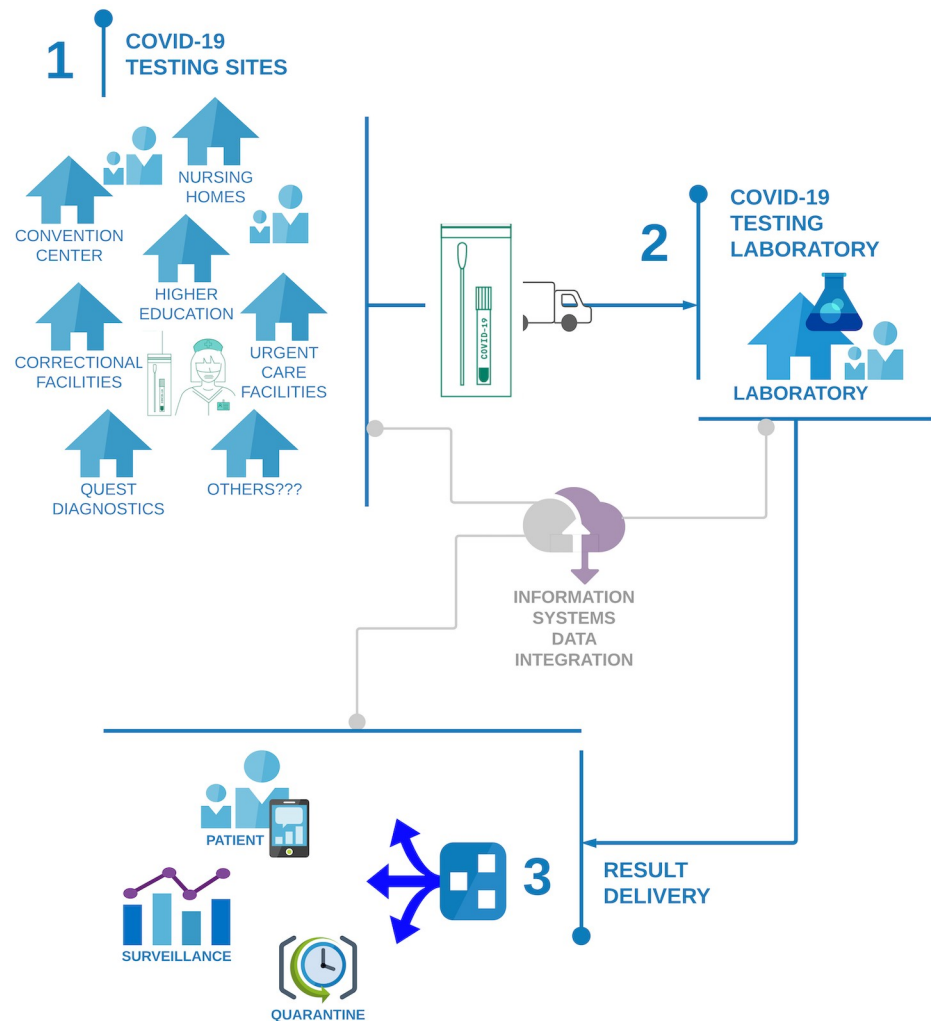 1
COVID-19
TESTING SITES
NURSING
HOMES
CONVENTION
CENTER
HIGHER
EDUCATION
CORRECTIONAL
FACILITIES
URGENT
CARE
FACILITIES
QUEST
DIAGNOSTICS
OTHERS???
COVID-19
2
COVID-19
TESTING
LABORATORY
LABORATORY
INFORMATION
SYSTEMS
DATA
INTEGRATION
3
RESULT
DELIVERY
PATIENT
SURVEILLANCE
QUARANTINE